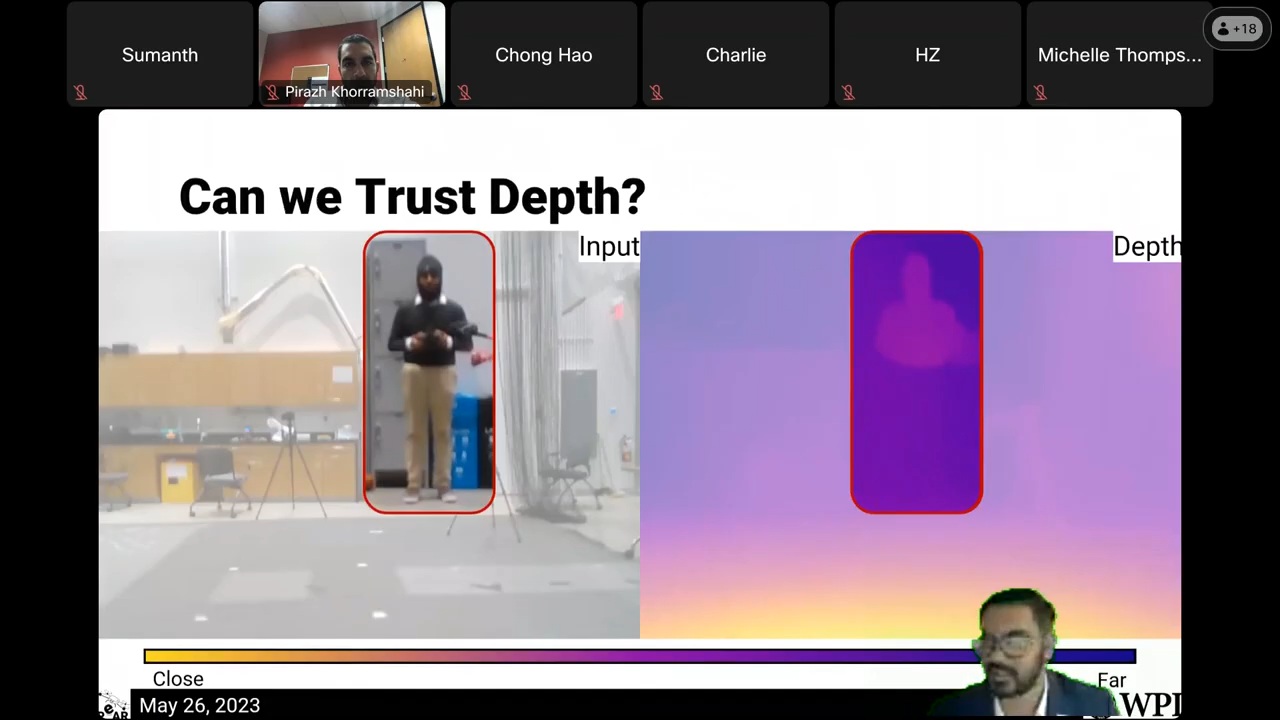 Sumanth
Pirazh Khorramshahi
Chong Hao
Charlie
HZ
Michelle Thomps...
+18
Can we Trust Depth?
Input
Depth
Close
Far
May 26, 2023
WPI